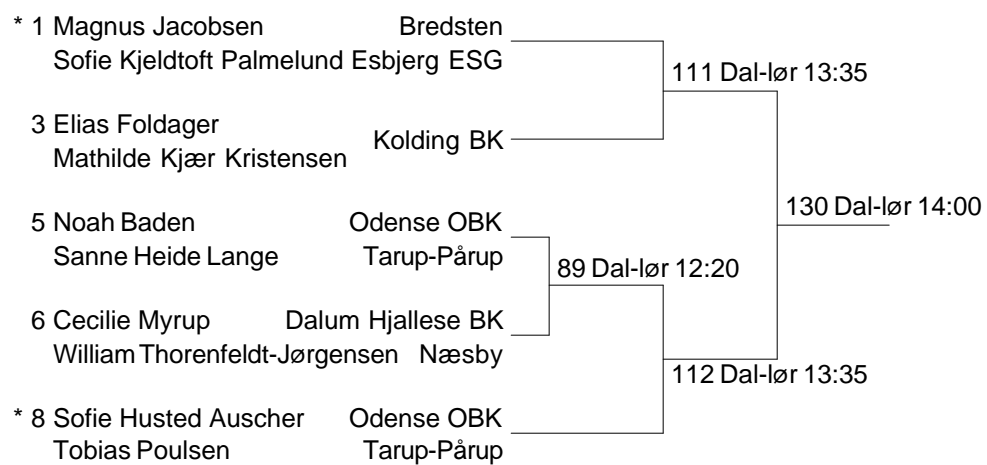 * 1 Magnus Jacobsen Bredsten
Sofie Kjeldtoft Palmelund Esbjerg ESG
111 Dal-lør 13:35
3 Elias Foldager
Kolding BK
Mathilde Kjær Kristensen
130 Dal-lør 14:00
5 Noah Baden Odense OBK
Sanne Heide Lange Tarup-Pårup
89 Dal-lør 12:20
6 Cecilie Myrup Dalum Hjallese BK
William Thorenfeldt-Jørgensen Næsby
112 Dal-lør 13:35
* 8 Sofie Husted Auscher Odense OBK
Tobias Poulsen Tarup-Pårup